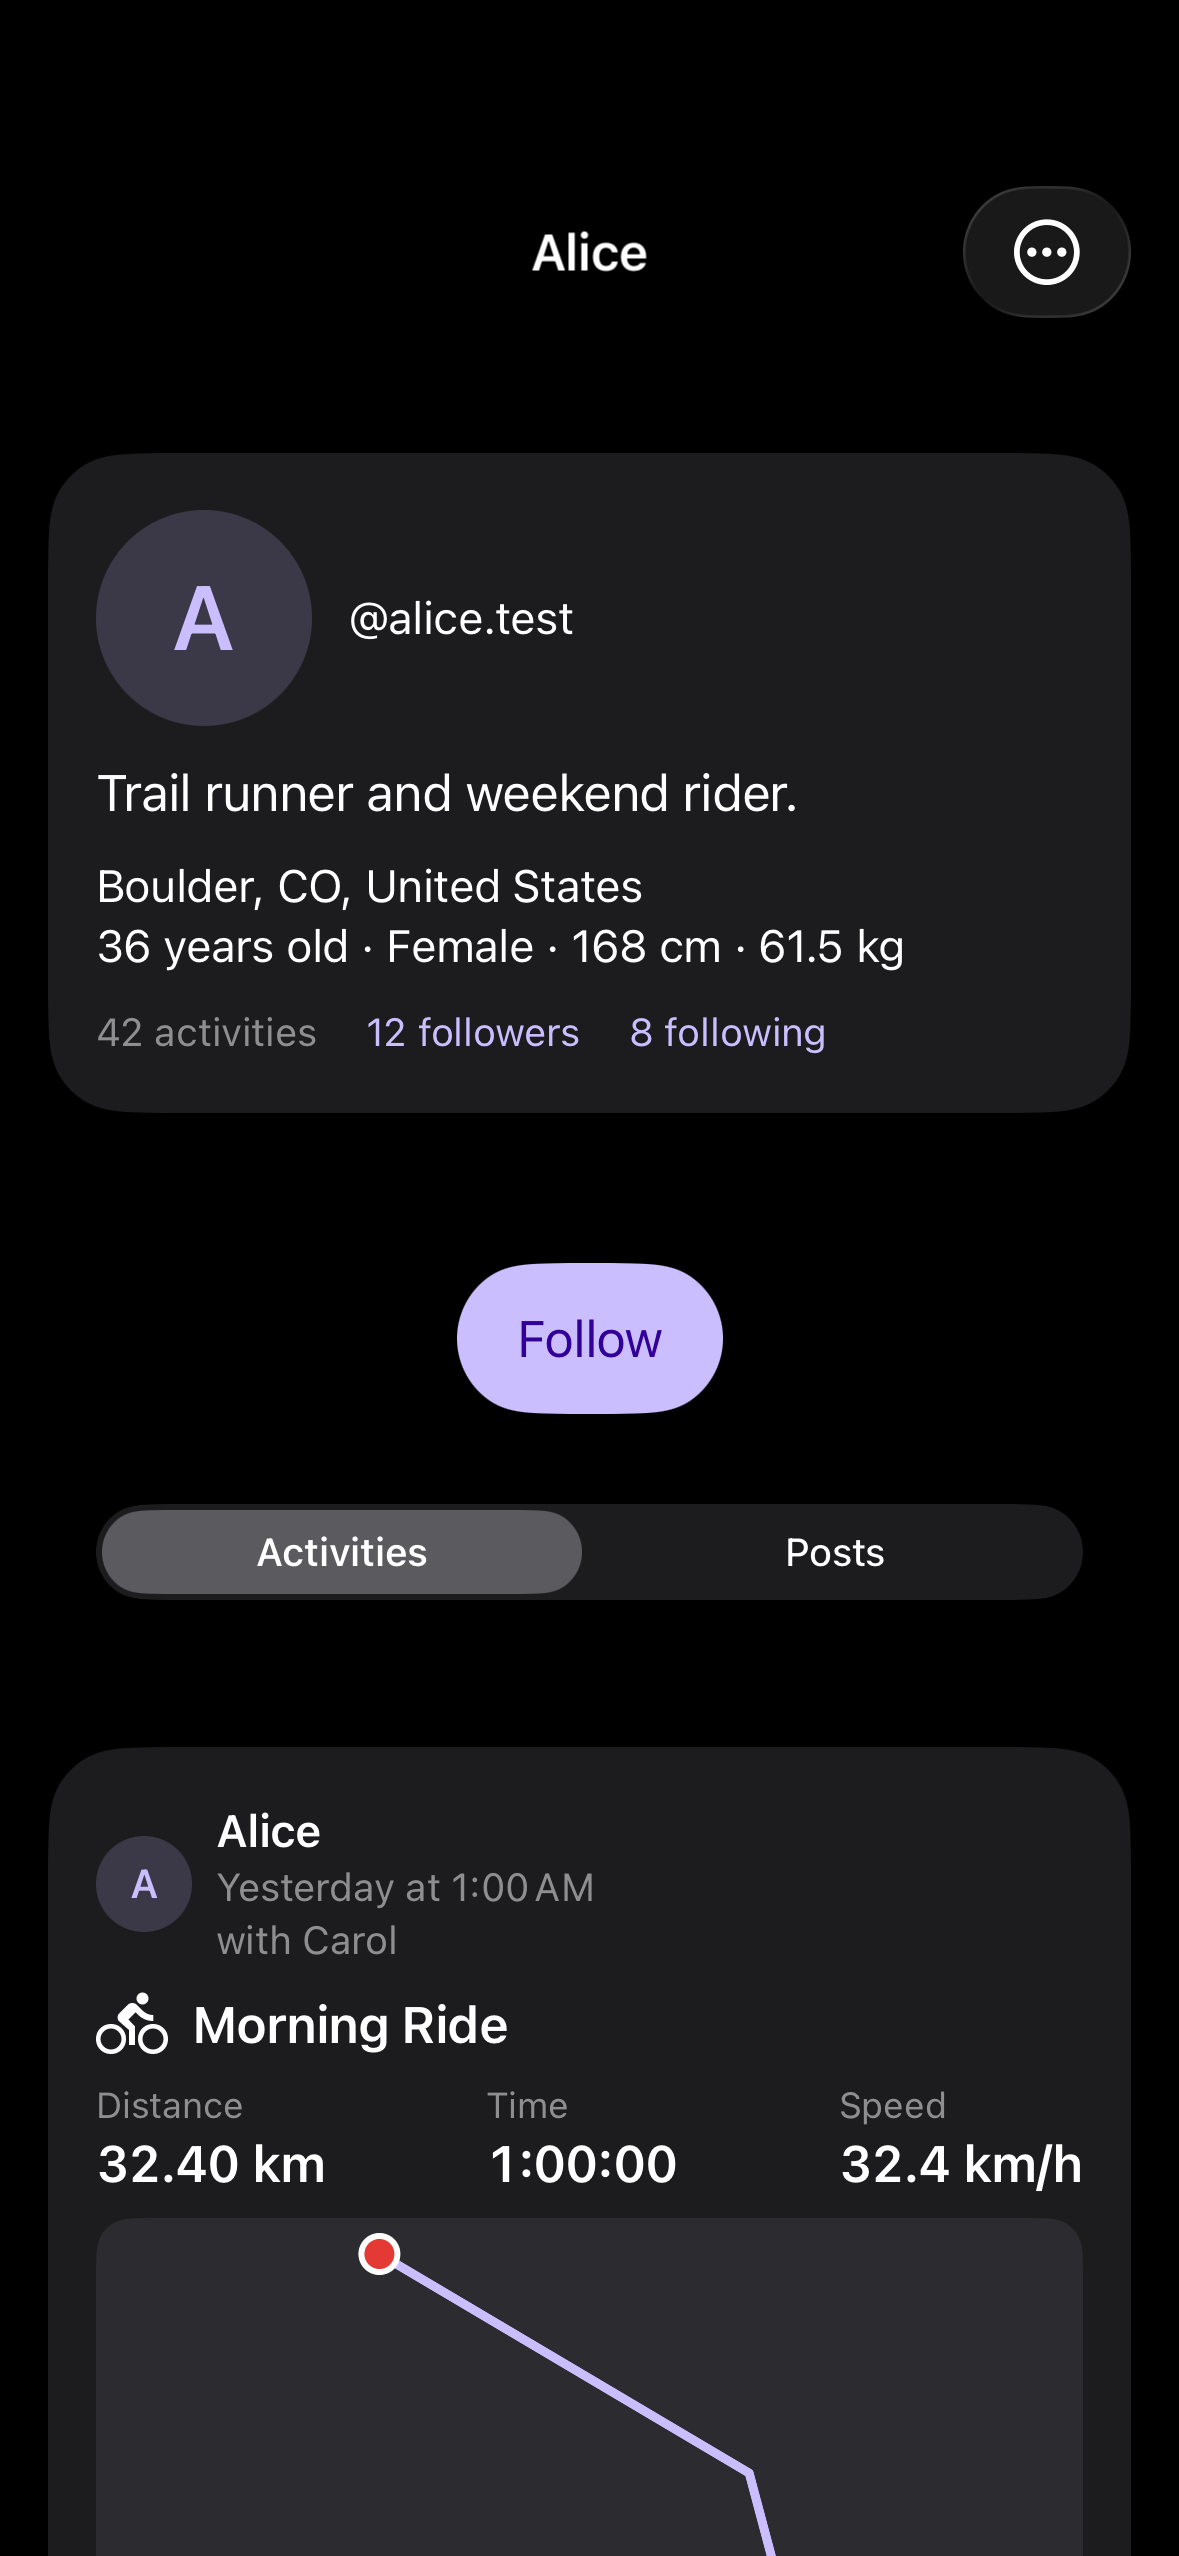 Alice
A
@alice.test
Trail runner and weekend rider.
Boulder, CO, United States
36 years old · Female · 168 cm · 61.5 kg
42 activities 12 followers 8 following
Follow
Activities Posts
A
Alice
Yesterday at 1:00 AM
with Carol
Morning Ride
Distance Time Speed
32.40 km 1:00:00 32.4 km/h